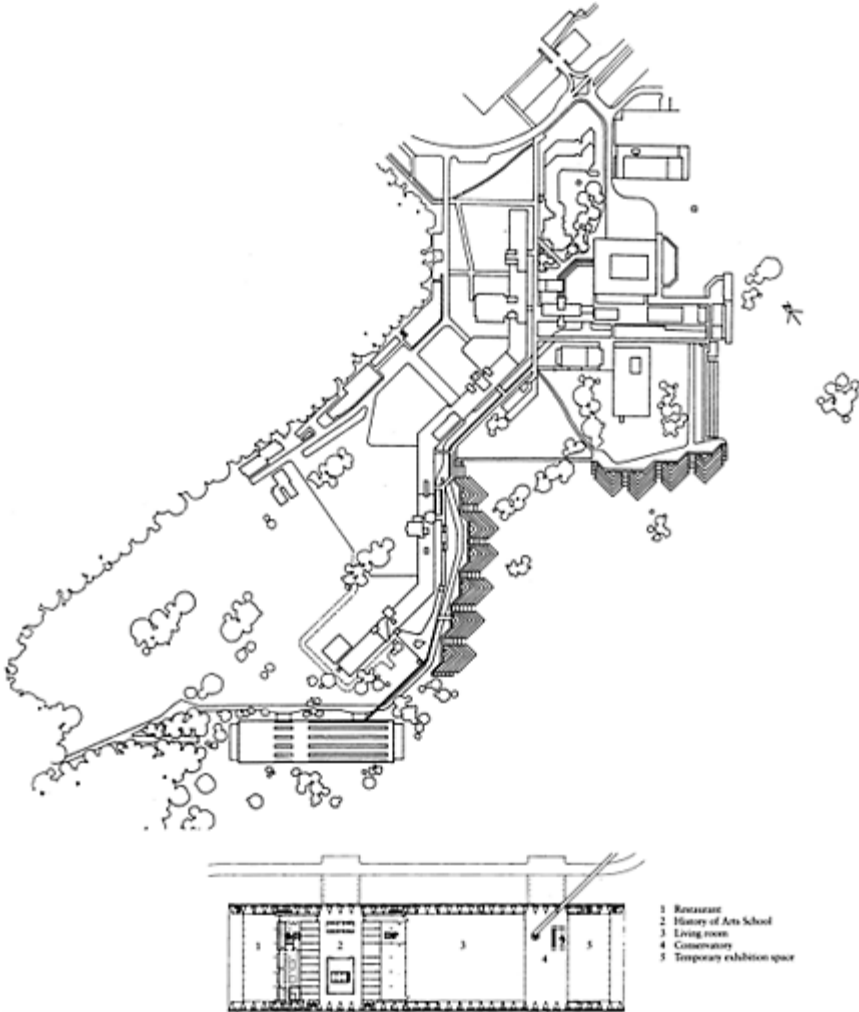 1 2 3 4 5
1 Restaurant
2 History of Arts School
3 Living room
4 Conservatory
5 Temporary exhibition space